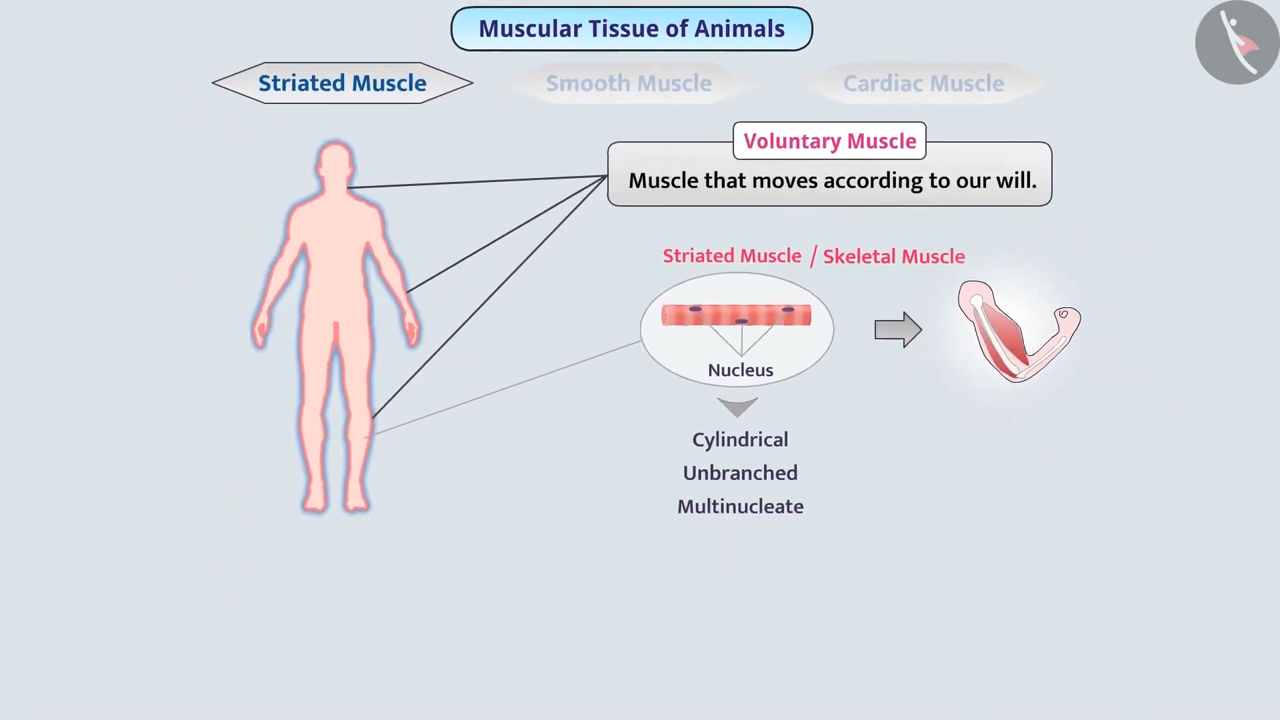 Muscular Tissue of Animals
Striated Muscle
Smooth Muscle
Cardiac Muscle
Voluntary Muscle
Muscle that moves according to our will.
Striated Muscle / Skeletal Muscle
Nucleus
Cylindrical
Unbranched
Multinucleate